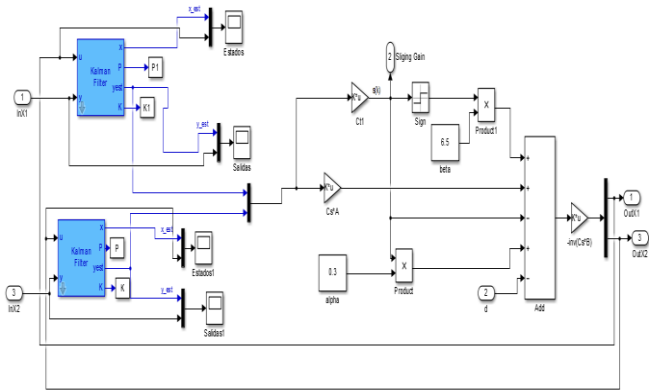 x_est
Estados
u
x
Kalman
Filter
P
P1
yest
y
K
K1
1
InX1
y_est
Salidas
2
Sliging Gain
K*u
Ct1
s(k)
Sign
X
Product1
6.5
beta
K*u
Cs*A
0.3
alpha
X
Product
2
d
Add
K*u
-inv(Cs*B)
1
OutX1
3
OutX2
u
x
Kalman
Filter
P
P
yest
y
K
K
3
InX2
x_est
Estados1
y_est
Salidas1
+
+
−
+
−